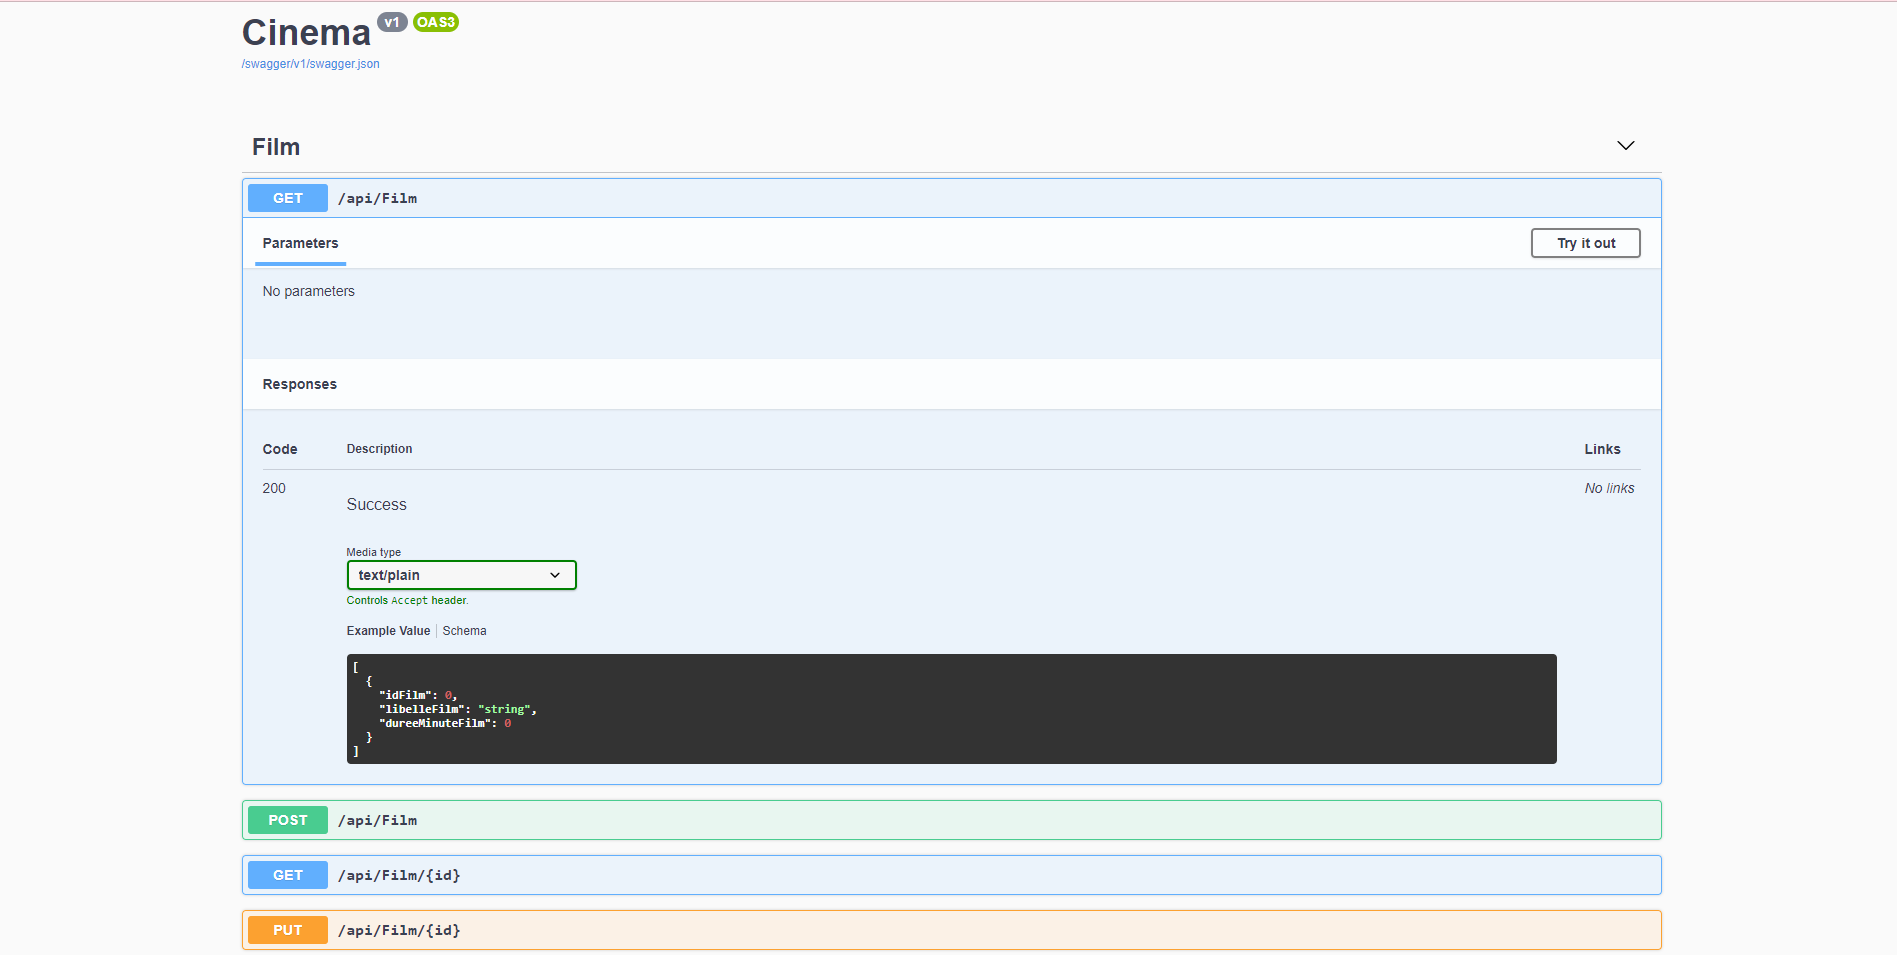 Cinema v1 OAS3
/swagger/v1/swagger.json
Film
GET /api/Film
Parameters Try it out
No parameters
Responses
Code Description Links
200 No links
Success
Media type
text/plain
Controls Accept header.
Example Value Schema
[
{
"idFilm": 0,
"libelleFilm": "string",
"dureeMinuteFilm": 0
}
]
POST /api/Film
GET /api/Film/{id}
PUT /api/Film/{id}